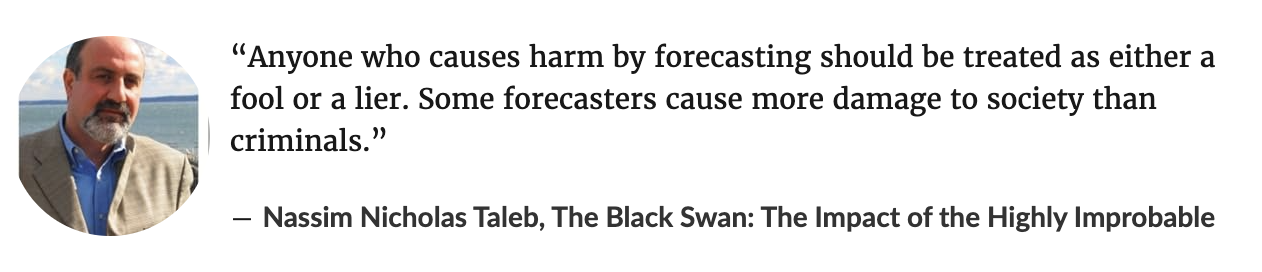 “Anyone who causes harm by forecasting should be treated as either a
fool or a lier. Some forecasters cause more damage to society than
criminals.”
— Nassim Nicholas Taleb, The Black Swan: The Impact of the Highly Improbable